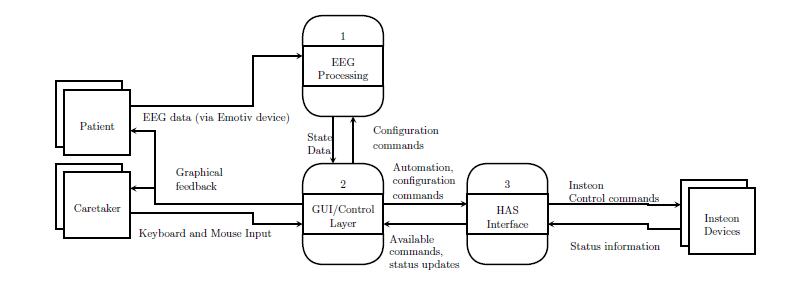 1
EEG
Processing
Patient
EEG data (via Emotiv device)
State
Data
Configuration
commands
Graphical
feedback
Caretaker
Keyboard and Mouse Input
2
GUI/Control
Layer
Automation,
configuration
commands
Available
commands,
status updates
3
HAS
Interface
Insteon
Control commands
Status information
Insteon
Devices